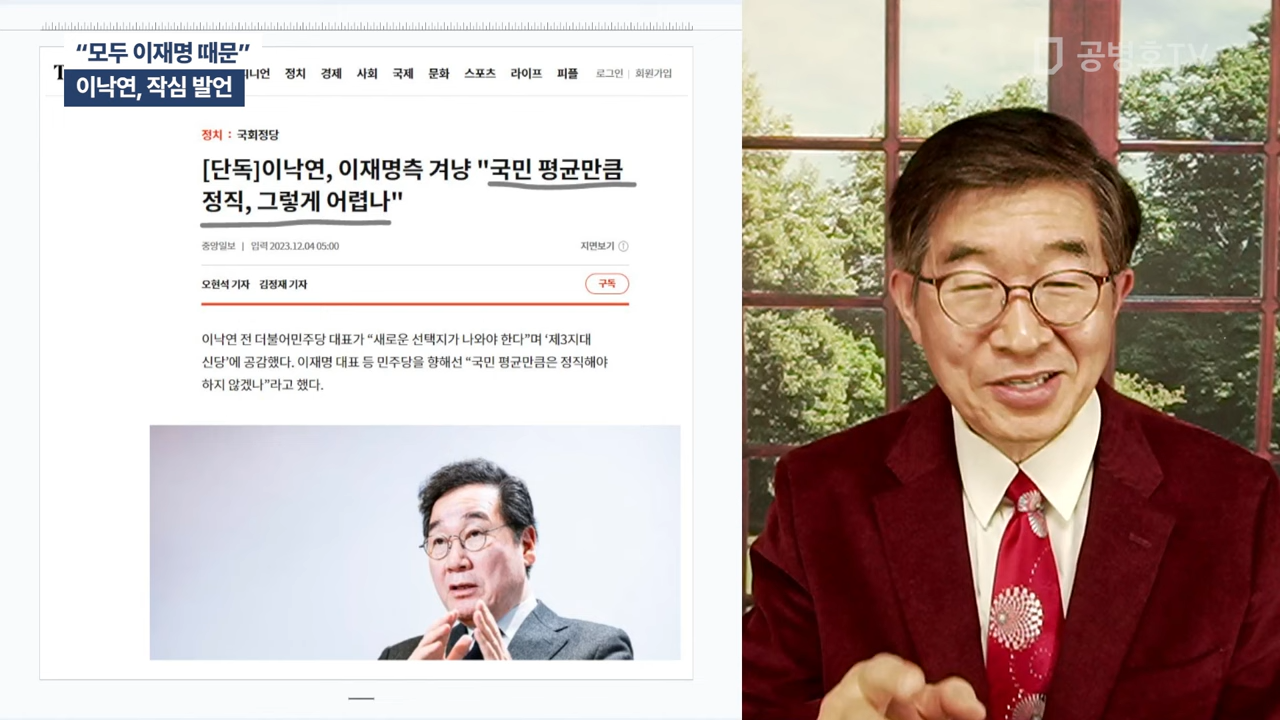 “모두 이재명 때문”
이낙연, 작심 발언
공병호TV
정치 경제 사회 국제 문화 스포츠 라이프 피플 로그인 | 회원가입
정치 : 국회정당
[단독]이낙연, 이재명측 겨냥 "국민 평균만큼
정직, 그렇게 어렵나"
중앙일보 | 입력 2023.12.04 05:00 지면보기
오현석 기자 김정재 기자 구독
이낙연 전 더불어민주당 대표가 “새로운 선택지가 나와야 한다”며 ‘제3지대
신당’에 공감했다. 이재명 대표 등 민주당을 향해선 “국민 평균만큼은 정직해야
하지 않겠나”라고 했다.